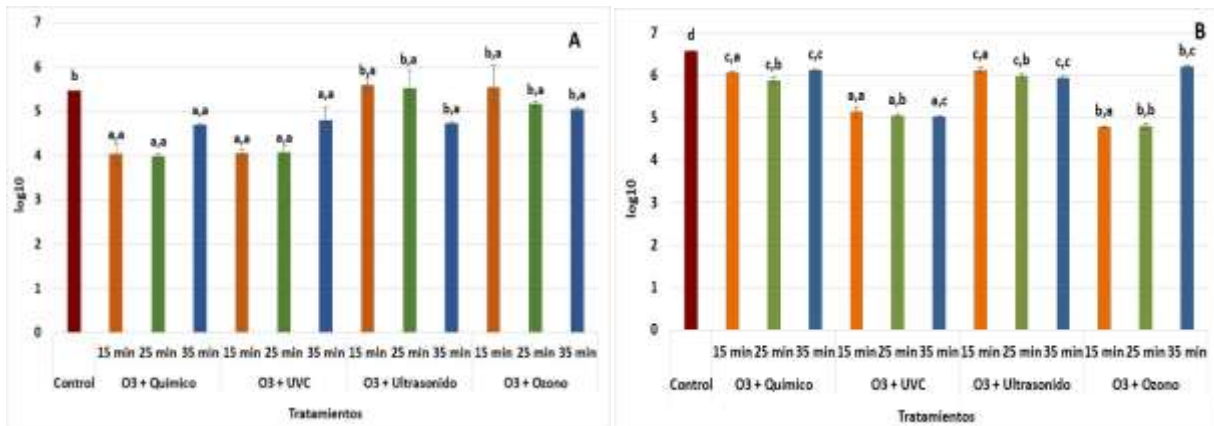 A
7
6
5
4
3
2
1
0
log10
b
a,a
a,a
a,a
a,a
a,a
a,a
b,a
b,a
b,a
b,a
b,a
b,a
15 min 25 min 35 min 15 min 25 min 35 min 15 min 25 min 35 min 15 min 25 min 35 min
Control O3 + Químico O3 + UVC O3 + Ultrasonido O3 + Ozono
Tratamientos
B
7
6
5
4
3
2
1
0
log10
d
c,a
c,b
c,c
a,a
a,b
a,c
c,a
c,b
c,c
b,a
b,b
b,c
15 min 25 min 35 min 15 min 25 min 35 min 15 min 25 min 35 min 15 min 25 min 35 min
Control O3 + Químico O3 + UVC O3 + Ultrasonido O3 + Ozono
Tratamientos